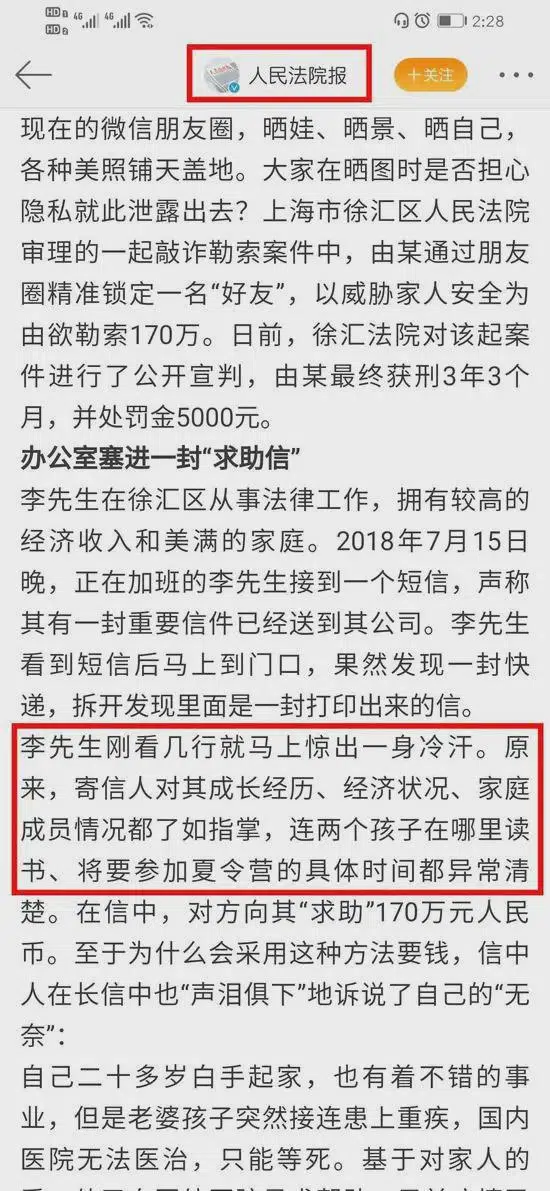 HD 4G 4G 2:28
HD 2
人民法院报 +关注
现在的微信朋友圈，晒娃、晒景、晒自己，
各种美照铺天盖地。大家在晒图时是否担心
隐私就此泄露出去？上海市徐汇区人民法院
审理的一起敲诈勒索案件中，由某通过朋友
圈精准锁定一名“好友”，以威胁家人安全为
由欲勒索170万。日前，徐汇法院对该起案
件进行了公开宣判，由某最终获刑3年3个
月，并处罚金5000元。
办公室塞进一封“求助信”
李先生在徐汇区从事法律工作，拥有较高的
经济收入和美满的家庭。2018年7月15日
晚，正在加班的李先生接到一个短信，声称
其有一封重要信件已经送到其公司。李先生
看到短信后马上到门口，果然发现一封快
递，拆开发现里面是一封打印出来的信。
李先生刚看几行就马上惊出一身冷汗。原
来，寄信人对其成长经历、经济状况、家庭
成员情况都了如指掌，连两个孩子在哪里读
书、将要参加夏令营的具体时间都异常清
楚。在信中，对方向其“求助”170万元人民
币。至于为什么会采用这种方法要钱，信中
人在长信中也“声泪俱下”地诉说了自己的“无
奈”：
自己二十多岁白手起家，也有着不错的事
业，但是老婆孩子突然接连患上重疾，国内
医院无法医治，只能等死。基于对家人的